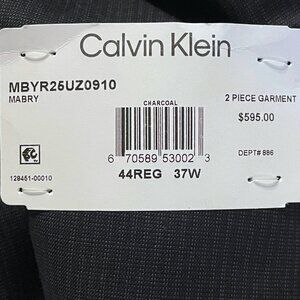 Calvin Klein
MBYR25UZ0910
MABRY
CHARCOAL
2 PIECE GARMENT
$595.00
6 70589 53002 3
DEPT# 886
44REG 37W
128451-00010